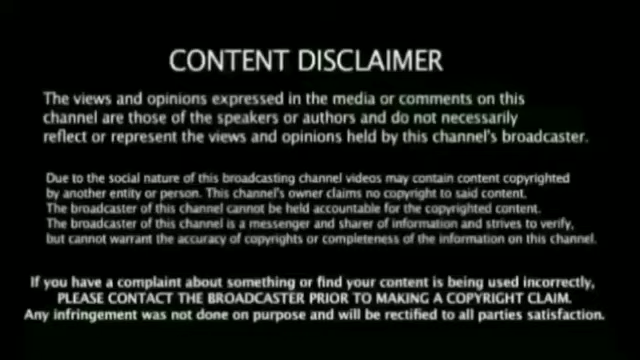 CONTENT DISCLAIMER
The views and opinions expressed in the media or comments on this
channel are those of the speakers or authors and do not necessarily
reflect or represent the views and opinions held by this channel's broadcaster.
Due to the social nature of this broadcasting channel videos may contain content copyrighted
by another entity or person. This channel's owner claims no copyright to said content.
The broadcaster of this channel cannot be held accountable for the copyrighted content.
The broadcaster of this channel is a messenger and sharer of information and strives to verify,
but cannot warrant the accuracy of copyrights or completeness of the information on this channel.
If you have a complaint about something or find your content is being used incorrectly,
PLEASE CONTACT THE BROADCASTER PRIOR TO MAKING A COPYRIGHT CLAIM.
Any infringement was not done on purpose and will be rectified to all parties satisfaction.